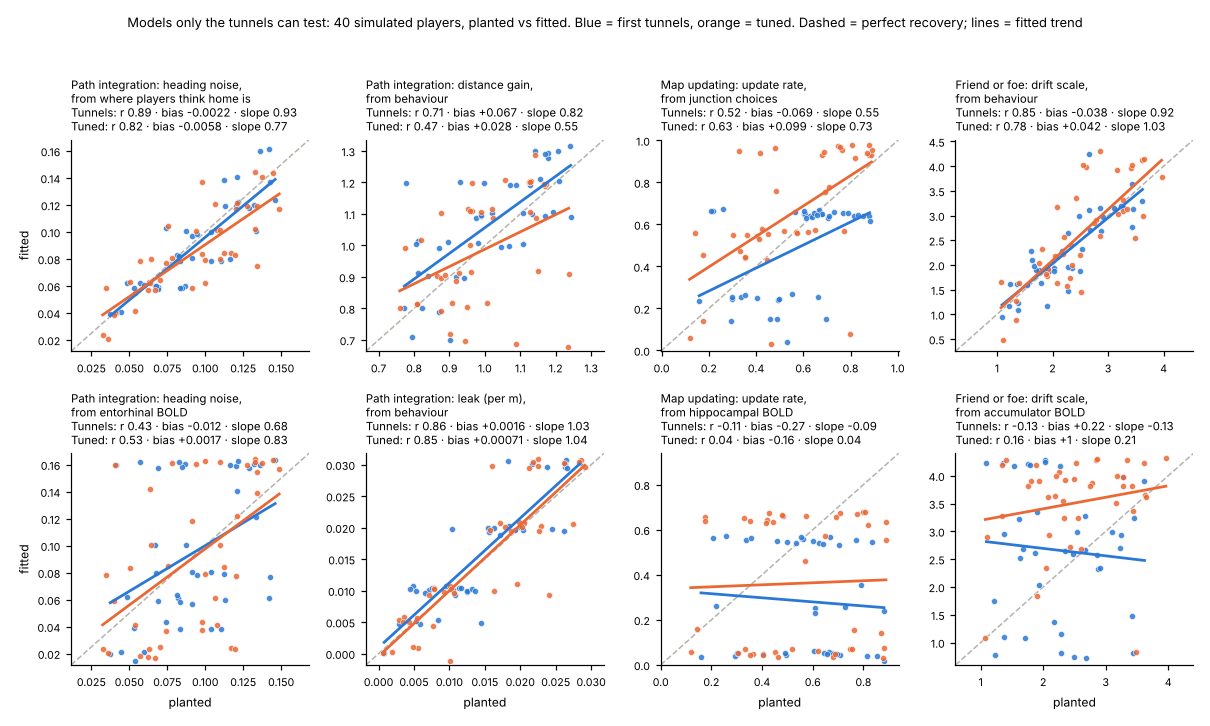 Models only the tunnels can test: 40 simulated players, planted vs fitted. Blue = first tunnels, orange = tuned. Dashed = perfect recovery; lines = fitted trend
Path integration: heading noise,
from where players think home is
Tunnels: r 0.89 · bias -0.0022 · slope 0.93
Tuned: r 0.82 · bias -0.0058 · slope 0.77
0.16
0.14
0.12
0.10
0.08
0.06
0.04
0.02
fitted
0.025 0.050 0.075 0.100 0.125 0.150
Path integration: distance gain,
from behaviour
Tunnels: r 0.71 · bias +0.067 · slope 0.82
Tuned: r 0.47 · bias +0.028 · slope 0.55
1.3
1.2
1.1
1.0
0.9
0.8
0.7
0.7 0.8 0.9 1.0 1.1 1.2 1.3
Map updating: update rate,
from junction choices
Tunnels: r 0.52 · bias -0.069 · slope 0.55
Tuned: r 0.63 · bias +0.099 · slope 0.73
1.0
0.8
0.6
0.4
0.2
0.0
0.0 0.2 0.4 0.6 0.8 1.0
Friend or foe: drift scale,
from behaviour
Tunnels: r 0.85 · bias -0.038 · slope 0.92
Tuned: r 0.78 · bias +0.042 · slope 1.03
4.5
4.0
3.5
3.0
2.5
2.0
1.5
1.0
0.5
1 2 3 4
Path integration: heading noise,
from entorhinal BOLD
Tunnels: r 0.43 · bias -0.012 · slope 0.68
Tuned: r 0.53 · bias +0.0017 · slope 0.83
0.16
0.14
0.12
0.10
0.08
0.06
0.04
0.02
fitted
0.025 0.050 0.075 0.100 0.125 0.150
planted
Path integration: leak (per m),
from behaviour
Tunnels: r 0.86 · bias +0.0016 · slope 1.03
Tuned: r 0.85 · bias +0.00071 · slope 1.04
0.030
0.025
0.020
0.015
0.010
0.005
0.000
0.000 0.005 0.010 0.015 0.020 0.025 0.030
planted
Map updating: update rate,
from hippocampal BOLD
Tunnels: r -0.11 · bias -0.27 · slope -0.09
Tuned: r 0.04 · bias -0.16 · slope 0.04
0.8
0.6
0.4
0.2
0.0
0.0 0.2 0.4 0.6 0.8
planted
Friend or foe: drift scale,
from accumulator BOLD
Tunnels: r -0.13 · bias +0.22 · slope -0.13
Tuned: r 0.16 · bias +1 · slope 0.21
4.0
3.5
3.0
2.5
2.0
1.5
1.0
1 2 3 4
planted